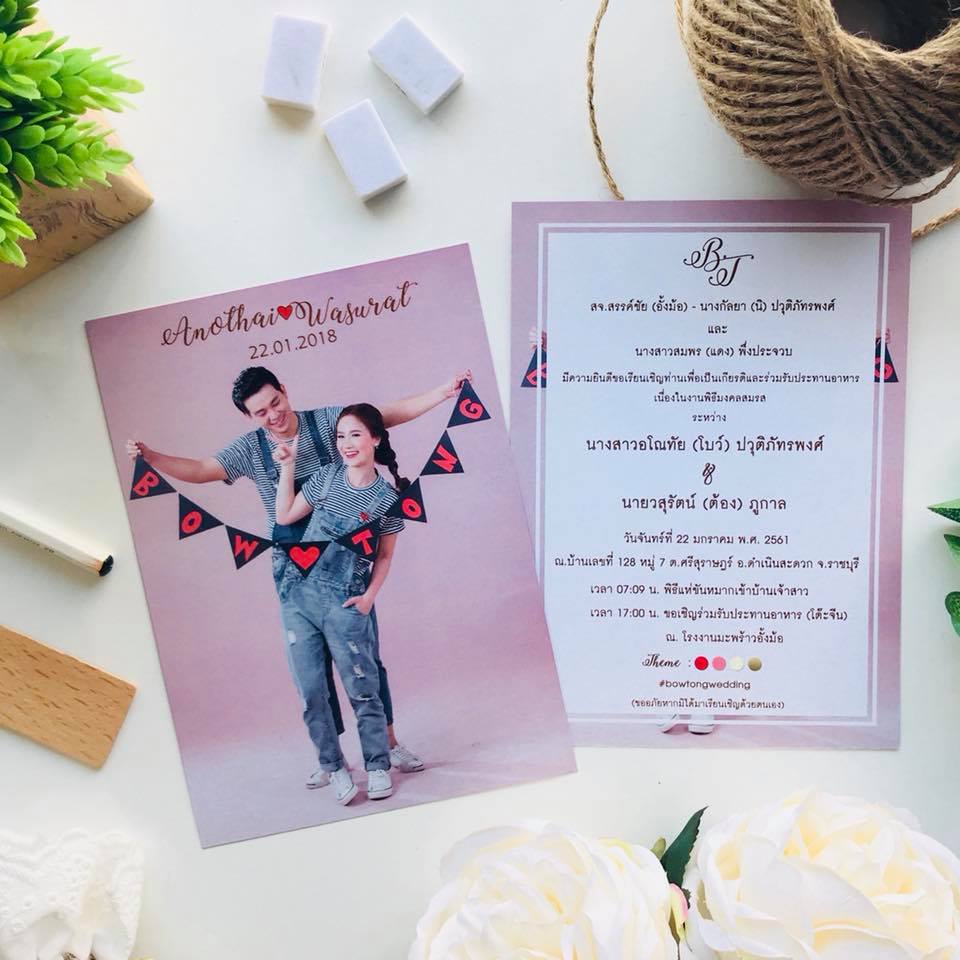 Anothai Wasurat
22.01.2018
BOW TONG
B
T
สจ.สรรค์ชัย (อั้งม้อ) - นางกัลยา (นิ) ปวุติภัทรพงศ์
และ
นางสาวสมพร (แดง) พึ่งประจวบ
มีความยินดีขอเรียนเชิญท่านเพื่อเป็นเกียรติและร่วมรับประทานอาหาร
เนื่องในงานพิธีมงคลสมรส
ระหว่าง
นางสาวอโณทัย (โบว์) ปวุติภัทรพงศ์
นายวสุรัตน์ (ต้อง) ภูกาล
วันจันทร์ที่ 22 มกราคม พ.ศ. 2561
ณ.บ้านเลขที่ 128 หมู่ 7 ต.ศรีสุราษฎร์ อ.ดำเนินสะดวก จ.ราชบุรี
เวลา 07:09 น. พิธีแห่ขันหมากเข้าบ้านเจ้าสาว
เวลา 17:00 น. ขอเชิญร่วมรับประทานอาหาร (โต๊ะจีน)
ณ. โรงงานมะพร้าวอั้งม้อ
Theme :
#bowtongwedding
(ขออภัยหากมิได้มาเรียนเชิญด้วยตนเอง)